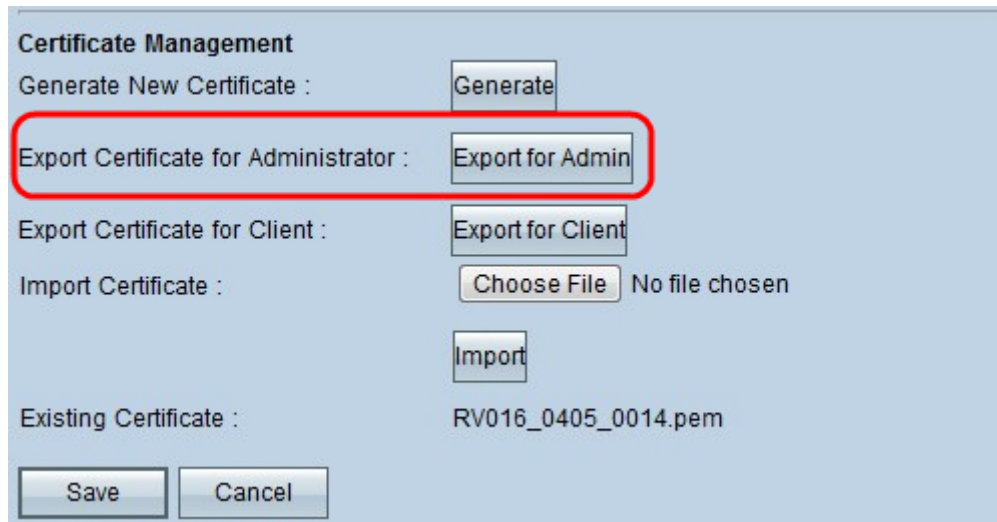 Certificate Management
Generate New Certificate : Generate
Export Certificate for Administrator : Export for Admin
Export Certificate for Client : Export for Client
Import Certificate : Choose File No file chosen
Import
Existing Certificate : RV016_0405_0014.pem
Save Cancel